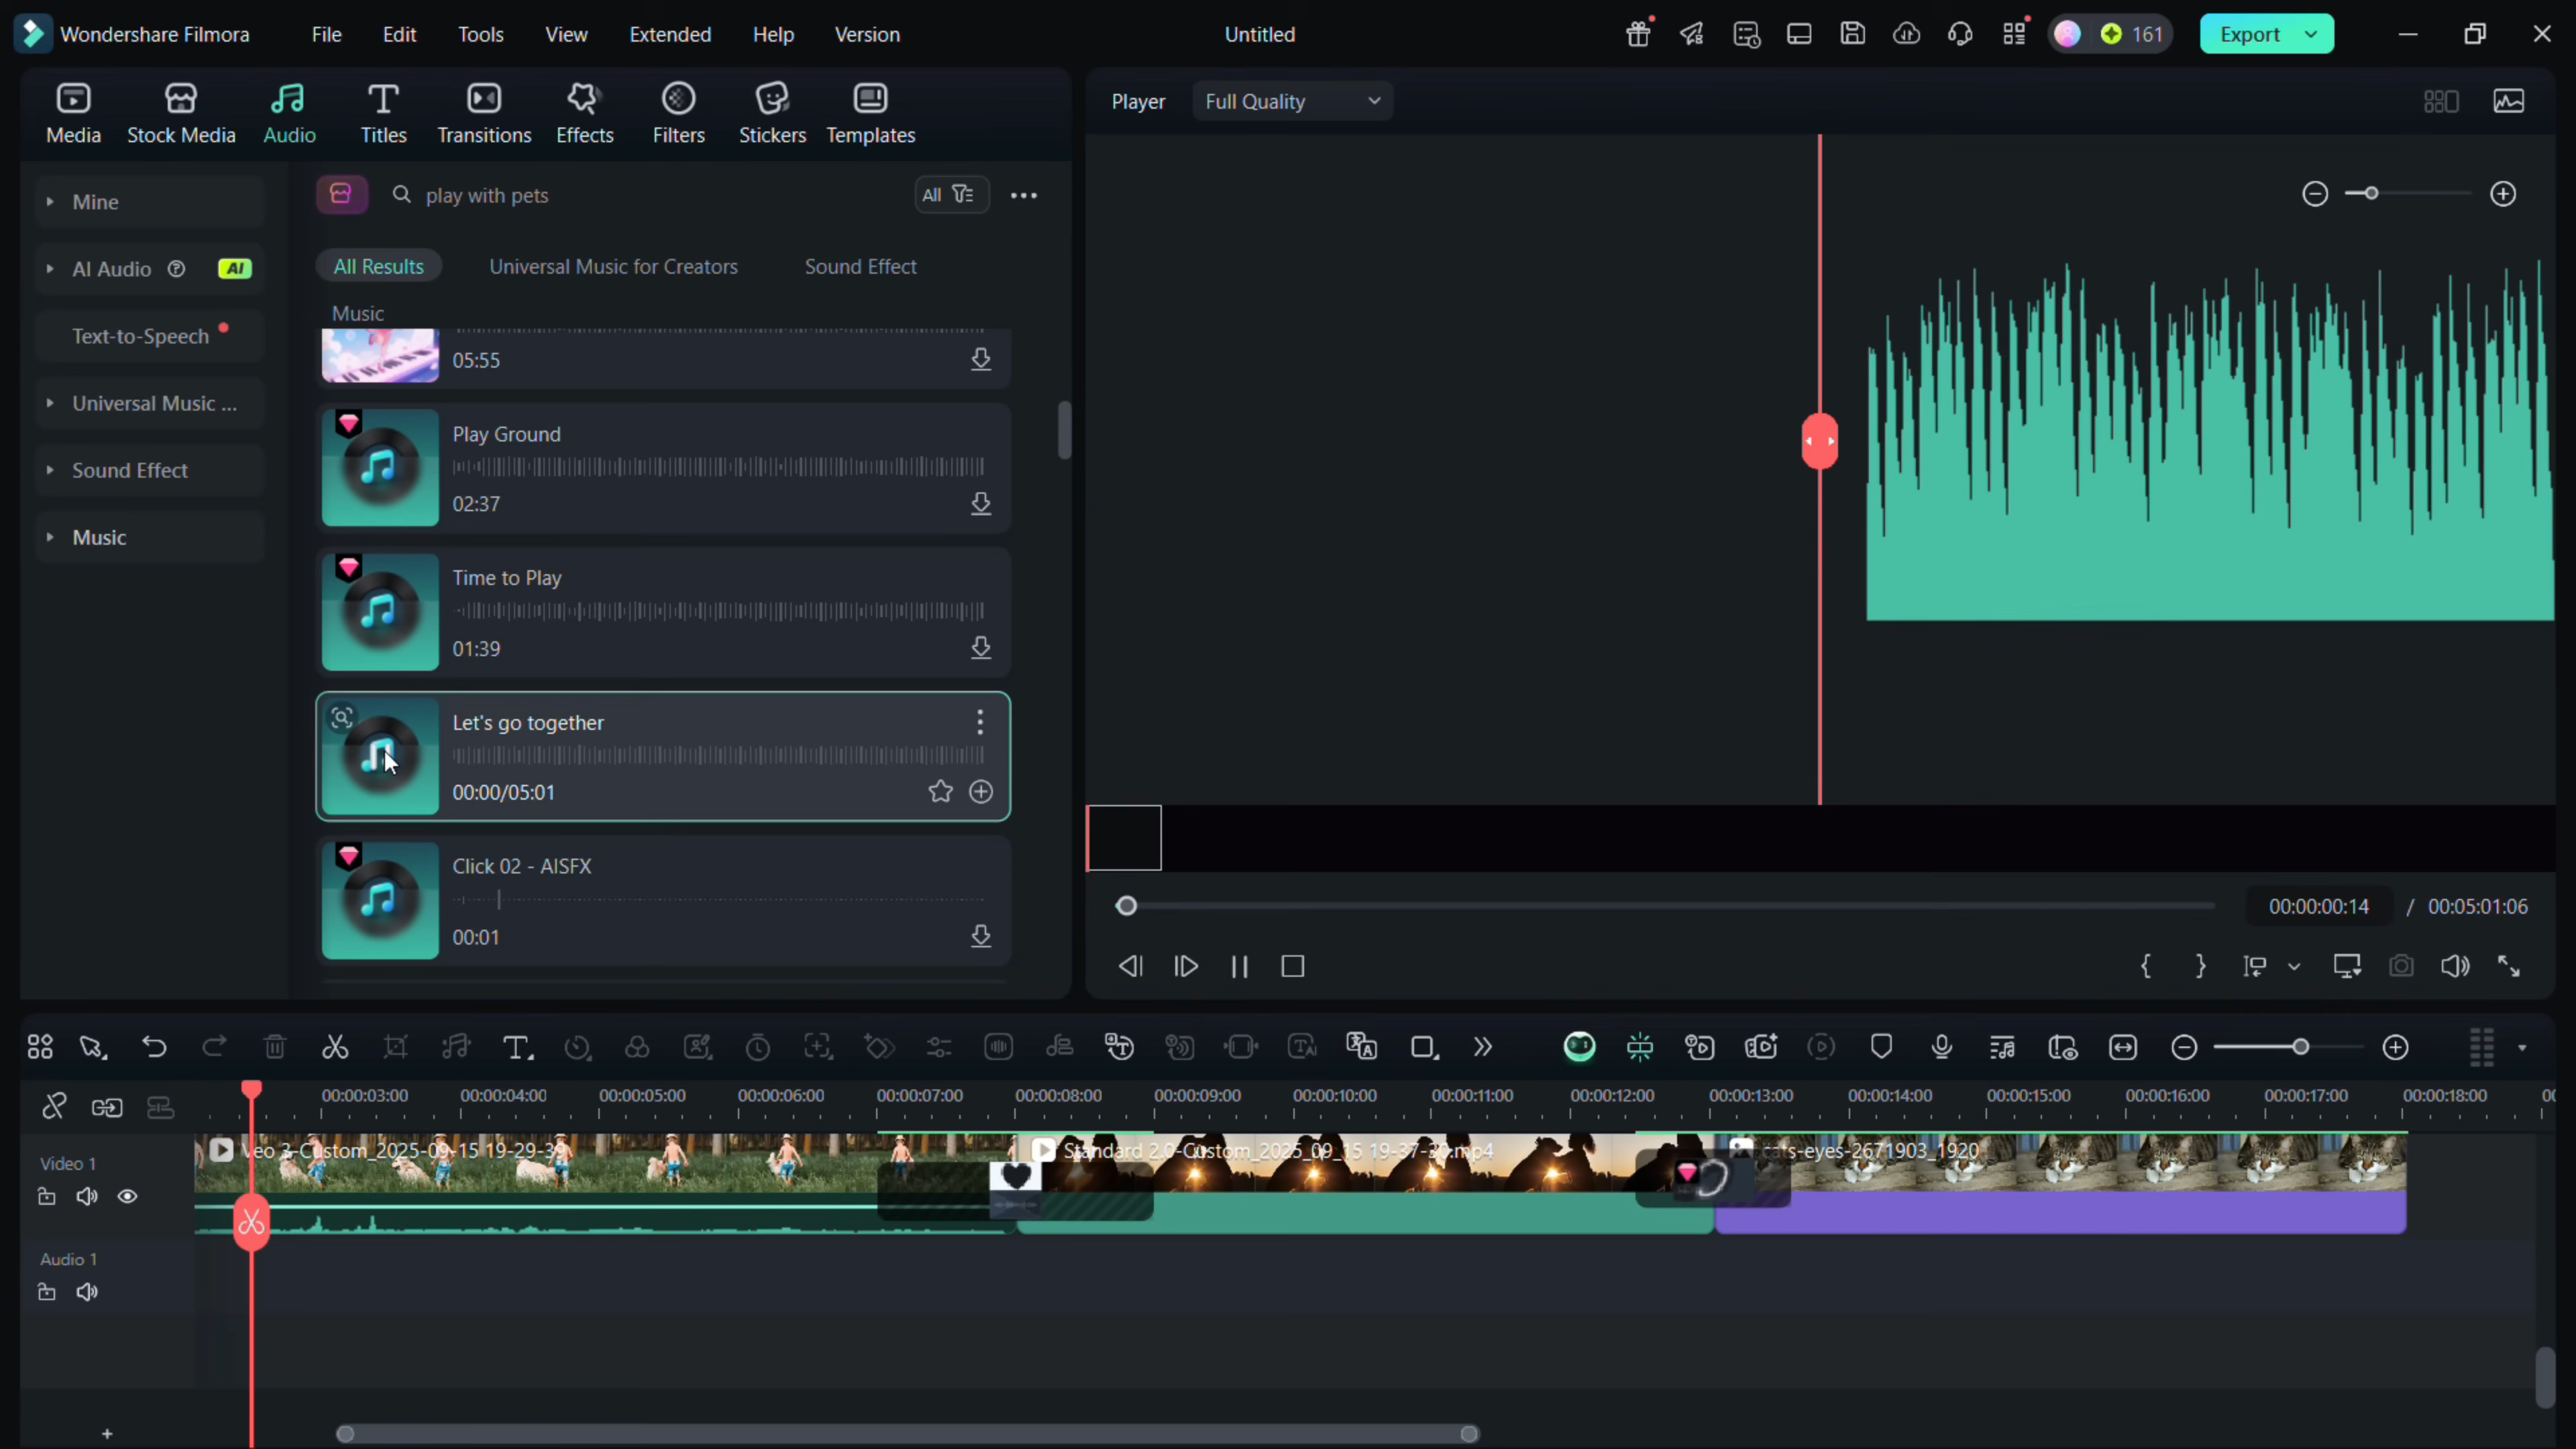 Wondershare Filmora File Edit Tools View Extended Help Version Untitled 161 Export
Media Stock Media Audio Titles Transitions Effects Filters Stickers Templates
Player Full Quality
Mine
AI Audio AI
Text-to-Speech
Universal Music ...
Sound Effect
Music
play with pets All
All Results Universal Music for Creators Sound Effect
Music
05:55
Play Ground
02:37
Time to Play
01:39
Let's go together
00:00/05:01
Click 02 - AISFX
00:01
00:00:00:14 / 00:05:01:06
00:00:03:00 00:00:04:00 00:00:05:00 00:00:06:00 00:00:07:00 00:00:08:00 00:00:09:00 00:00:10:00 00:00:11:00 00:00:12:00 00:00:13:00 00:00:14:00 00:00:15:00 00:00:16:00 00:00:17:00 00:00:18:00
Video 1
Veo 3-Custom_2025-09-15 19-29-39
Standard 2.0-Custom_2025_09_15 19-37-30.mp4
cats-eyes-2671903_1920
Audio 1